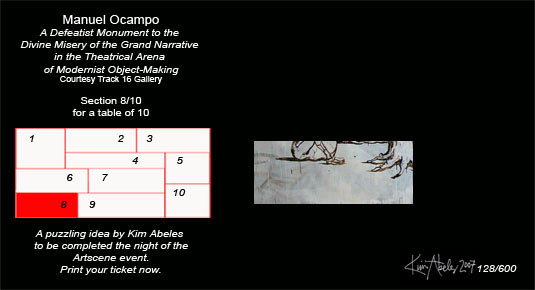 Manuel Ocampo
A Defeatist Monument to the
Divine Misery of the Grand Narrative
in the Theatrical Arena
of Modernist Object-Making
Courtesy Track 16 Gallery
Section 8/10
for a table of 10
1 2 3
4 5
6 7
10
8 9
A puzzling idea by Kim Abeles
to be completed the night of the
Artscene event.
Print your ticket now.
Kim Abeles 2007 128/600